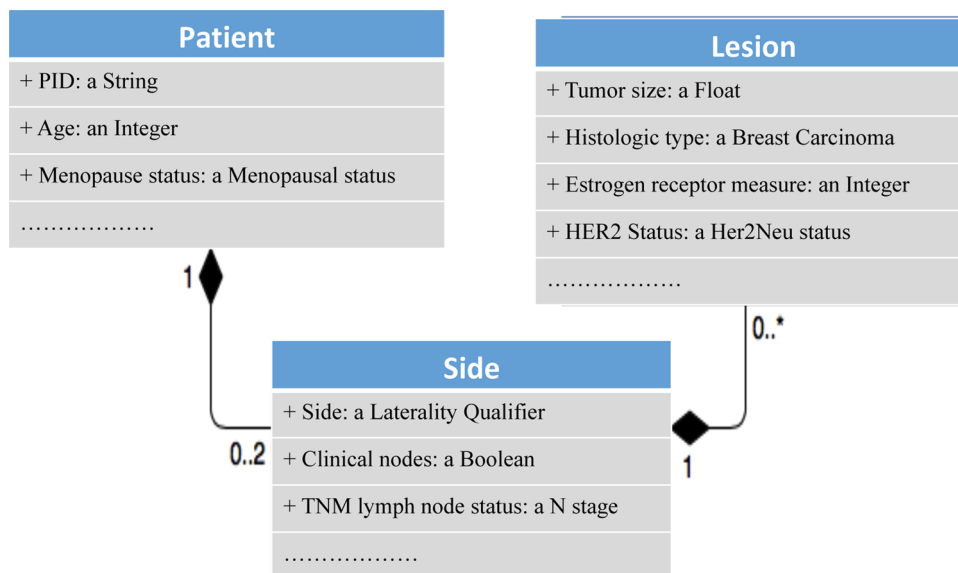 Patient
+ PID: a String
+ Age: an Integer
+ Menopause status: a Menopausal status
………………
Lesion
+ Tumor size: a Float
+ Histologic type: a Breast Carcinoma
+ Estrogen receptor measure: an Integer
+ HER2 Status: a Her2Neu status
………………
1
0..*
Side
+ Side: a Laterality Qualifier
+ Clinical nodes: a Boolean
+ TNM lymph node status: a N stage
………………
0..2
1